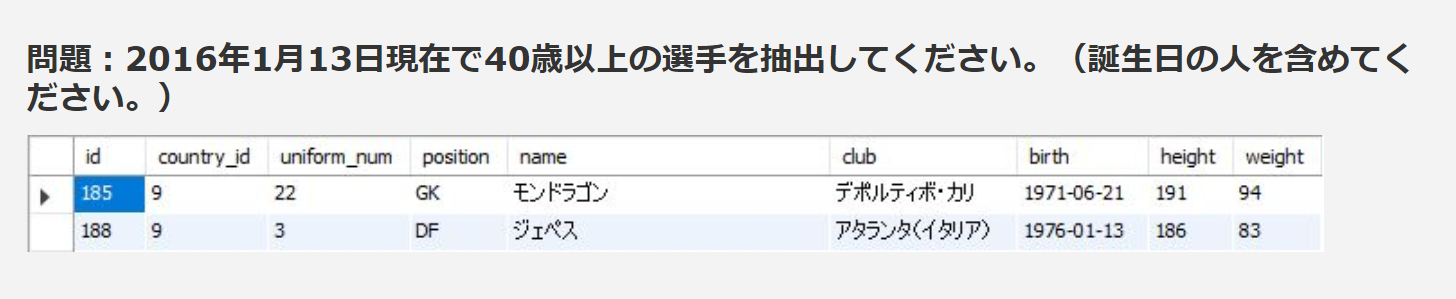 問題：2016年1月13日現在で40歳以上の選手を抽出してください。（誕生日の人を含めてく
ださい。）
id country_id uniform_num position name club birth height weight
185 9 22 GK モンドラゴン デポルティボ・カリ 1971-06-21 191 94
188 9 3 DF ジェペス アタランタ（イタリア） 1976-01-13 186 83